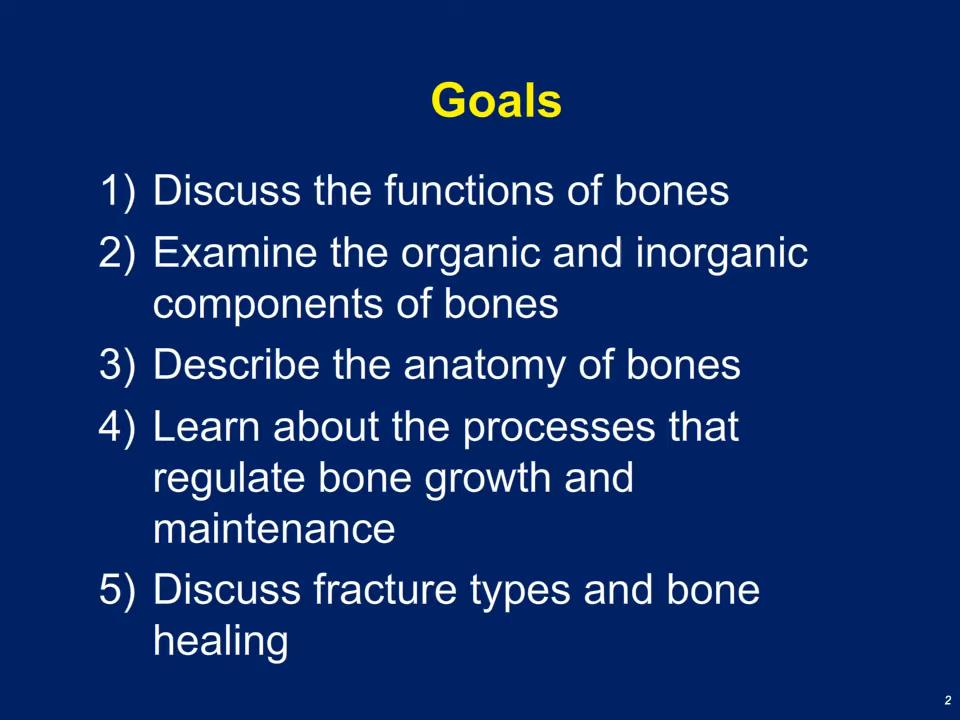 Goals
1) Discuss the functions of bones
2) Examine the organic and inorganic
components of bones
3) Describe the anatomy of bones
4) Learn about the processes that
regulate bone growth and
maintenance
5) Discuss fracture types and bone
healing
2